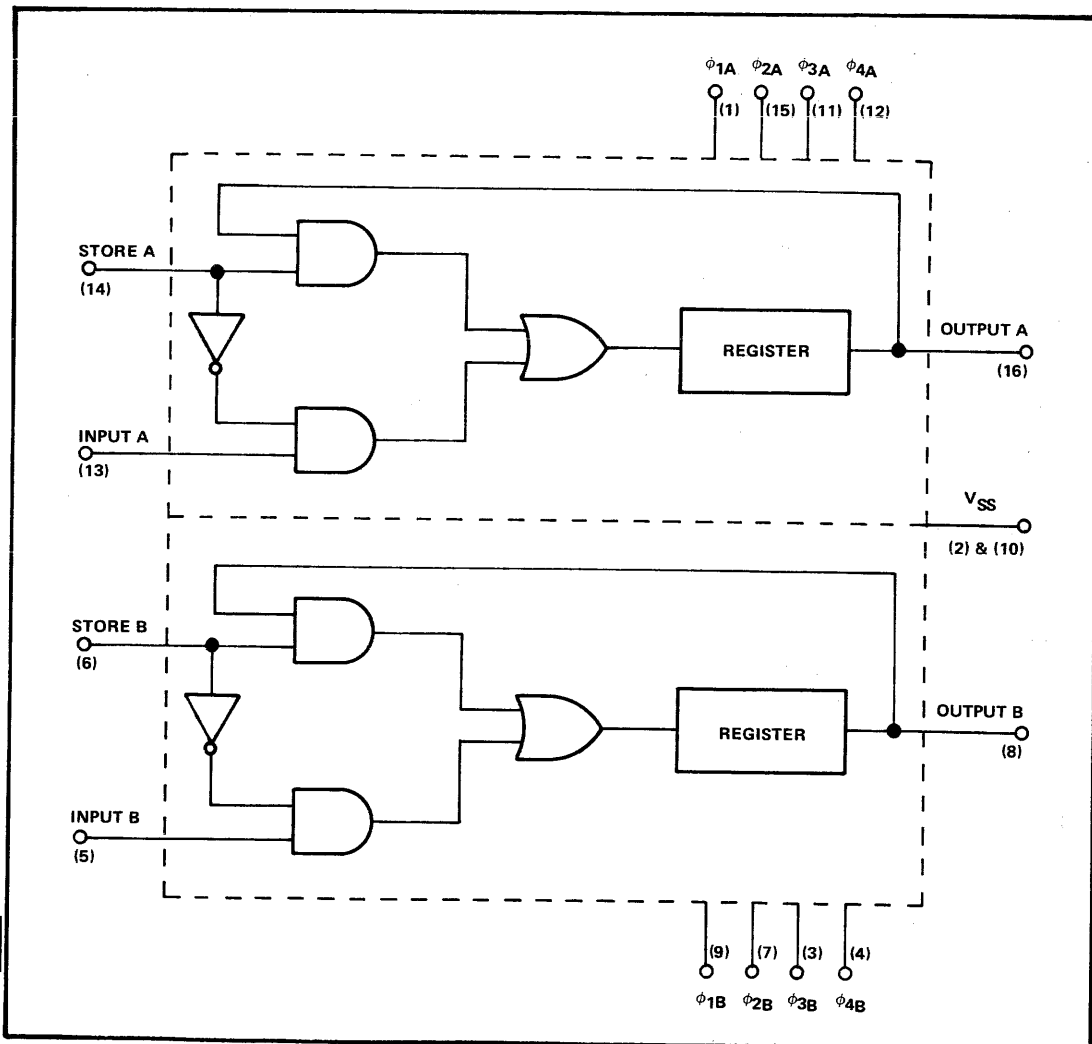 ϕ1A ϕ2A ϕ3A ϕ4A
(1) (15) (11) (12)
STORE A
(14)
REGISTER
OUTPUT A
(16)
INPUT A
(13)
VSS
(2) & (10)
STORE B
(6)
REGISTER
OUTPUT B
(8)
INPUT B
(5)
(9) (7) (3) (4)
ϕ1B ϕ2B ϕ3B ϕ4B